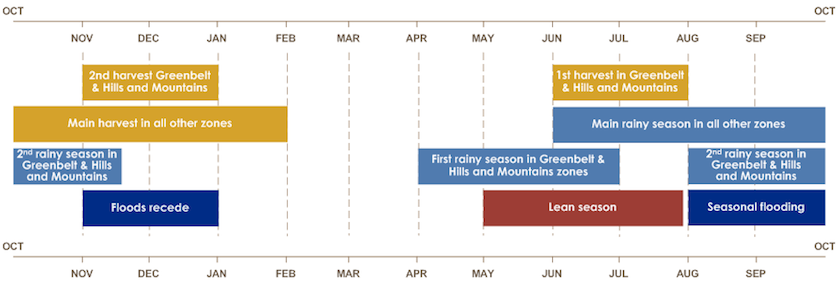 OCT OCT
NOV DEC JAN FEB MAR APR MAY JUN JUL AUG SEP
2nd harvest Greenbelt
& Hills and Mountains
1st harvest in Greenbelt
& Hills and Mountains
Main harvest in all other zones
Main rainy season in all other zones
2nd rainy season in
Greenbelt & Hills
and Mountains
First rainy season in Greenbelt &
Hills and Mountains zones
2nd rainy season in
Greenbelt & Hills
and Mountains
Floods recede
Lean season
Seasonal flooding
OCT OCT
NOV DEC JAN FEB MAR APR MAY JUN JUL AUG SEP